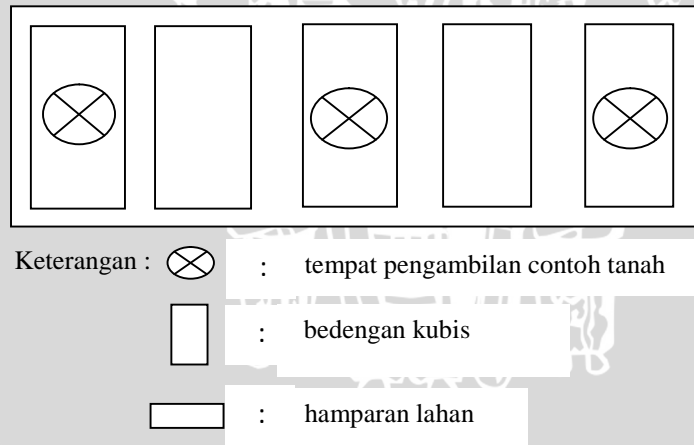 Keterangan : : tempat pengambilan contoh tanah
: bedengan kubis
: hamparan lahan